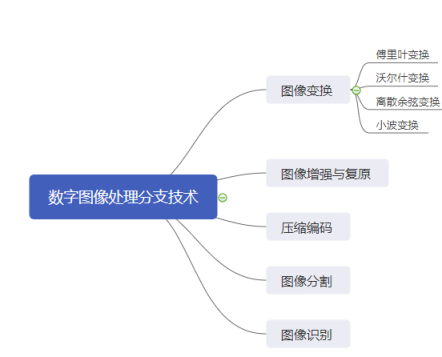 数字图像处理分支技术
图像变换
傅里叶变换
沃尔什变换
离散余弦变换
小波变换
图像增强与复原
压缩编码
图像分割
图像识别